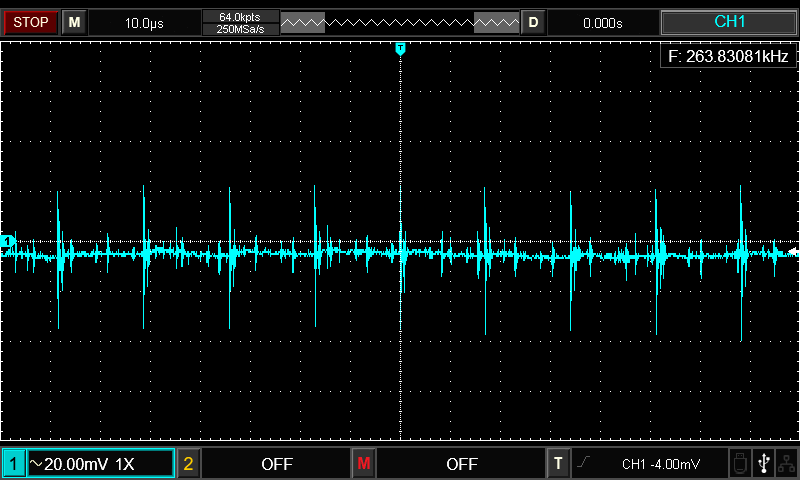 STOP M 10.0μs 64.0kpts D 0.000s CH1
250MSa/s
T
F: 263.83081kHz
1
1 ~20.00mV 1X 2 OFF M OFF T CH1 -4.00mV